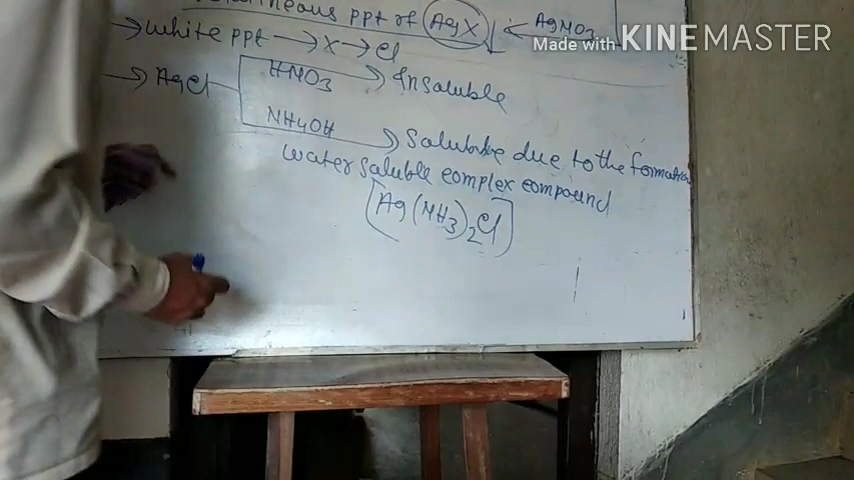 ppt of AgX ↓ ← AgNO3
Made with KINEMASTER
→ White ppt → X → Cl
→ AgCl HNO3 → Insoluble
NH4OH → Soluble due to the formation
water soluble complex compound
[Ag(NH3)2Cl]